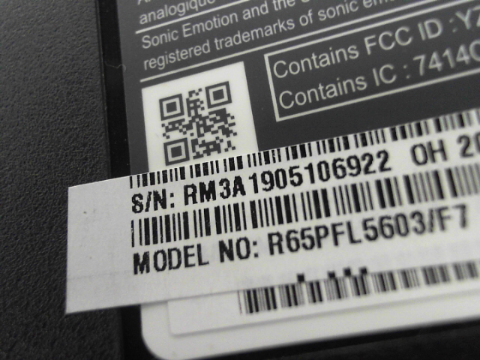 analogique
Sonic Emotion and the
registered trademarks of sonic
Contains FCC ID :
Contains IC :
S/N: RM3A1905106922 OH
MODEL NO: R65PFL5603/F7